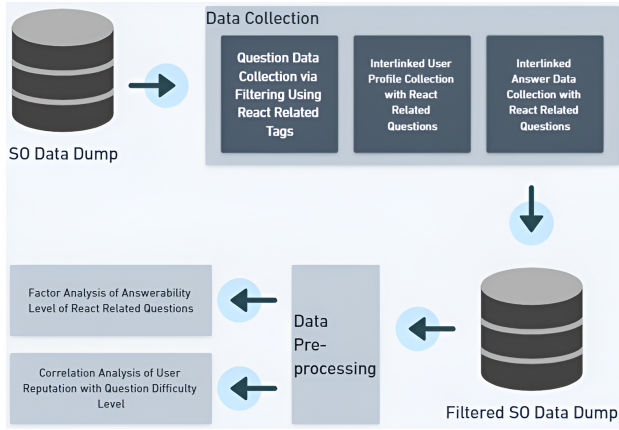 Data Collection
Question Data
Collection via
Filtering Using
React Related
Tags
Interlinked User
Profile Collection
with React
Related
Questions
Interlinked
Answer Data
Collection with
React Related
Questions
SO Data Dump
Factor Analysis of Answerability
Level of React Related Questions
Data
Pre-
processing
Correlation Analysis of User
Reputation with Question Difficulty
Level
Filtered SO Data Dump